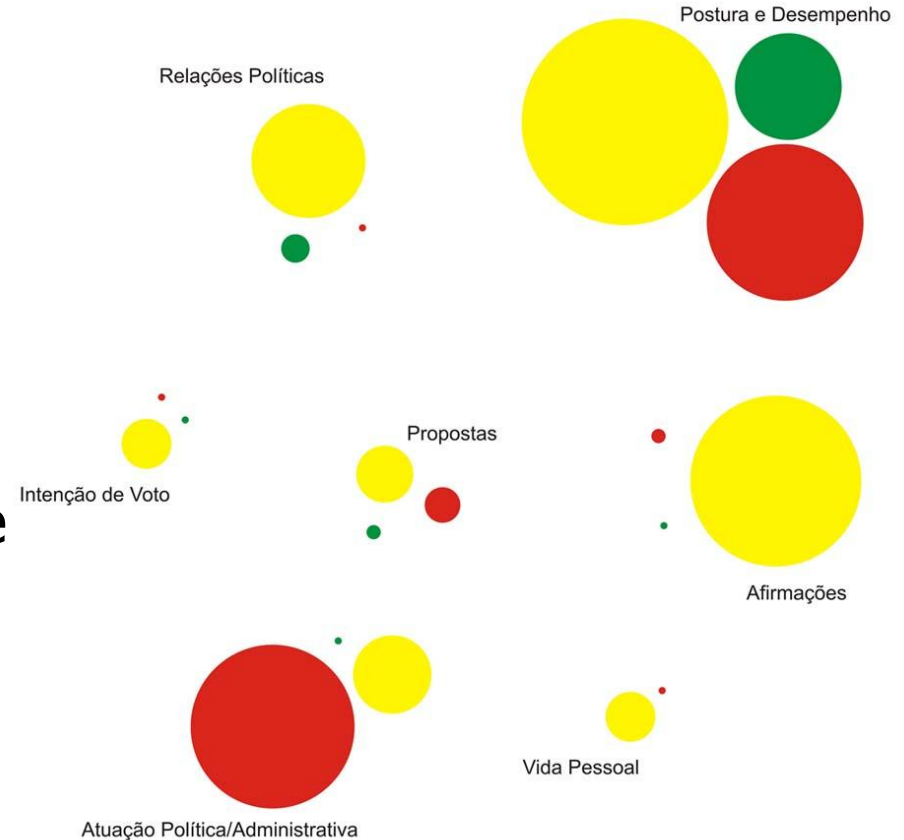 Postura e Desempenho
Relações Políticas
Propostas
Intenção de Voto
e
Afirmações
Vida Pessoal
Atuação Política/Administrativa